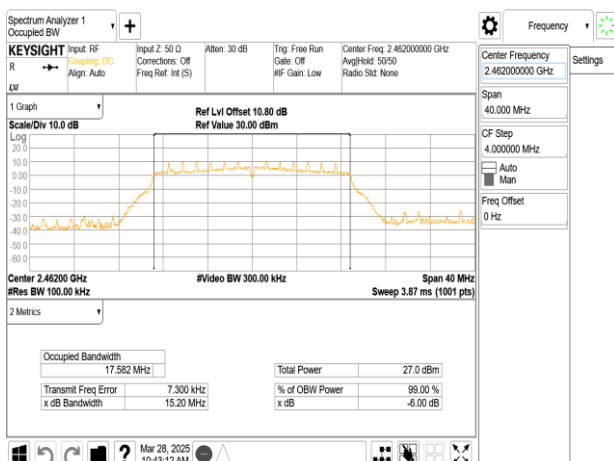 Spectrum Analyzer 1
Occupied BW
+
Frequency
KEYSIGHT
Input: RF
Coupling: DC
Align: Auto
Input Z: 50 Ω
Corrections: Off
Freq Ref: Int (S)
Atten: 30 dB
Trig: Free Run
Gate: Off
#IF Gain: Low
Center Freq: 2.462000000 GHz
Avg|Hold: 50/50
Radio Std: None
R
LXI
Center Frequency
2.462000000 GHz
Settings
Span
40.000 MHz
CF Step
4.000000 MHz
Auto
Man
Freq Offset
0 Hz
1 Graph
Scale/Div 10.0 dB
Ref Lvl Offset 10.80 dB
Ref Value 30.00 dBm
Log
20.0
10.0
0.00
-10.0
-20.0
-30.0
-40.0
-50.0
-60.0
Center 2.46200 GHz
#Video BW 300.00 kHz
Span 40 MHz
#Res BW 100.00 kHz
Sweep 3.87 ms (1001 pts)
2 Metrics
Occupied Bandwidth
17.582 MHz
Total Power 27.0 dBm
Transmit Freq Error 7.300 kHz
% of OBW Power 99.00 %
x dB Bandwidth 15.20 MHz
x dB -6.00 dB
?
Mar 28, 2025
10:43:12 AM